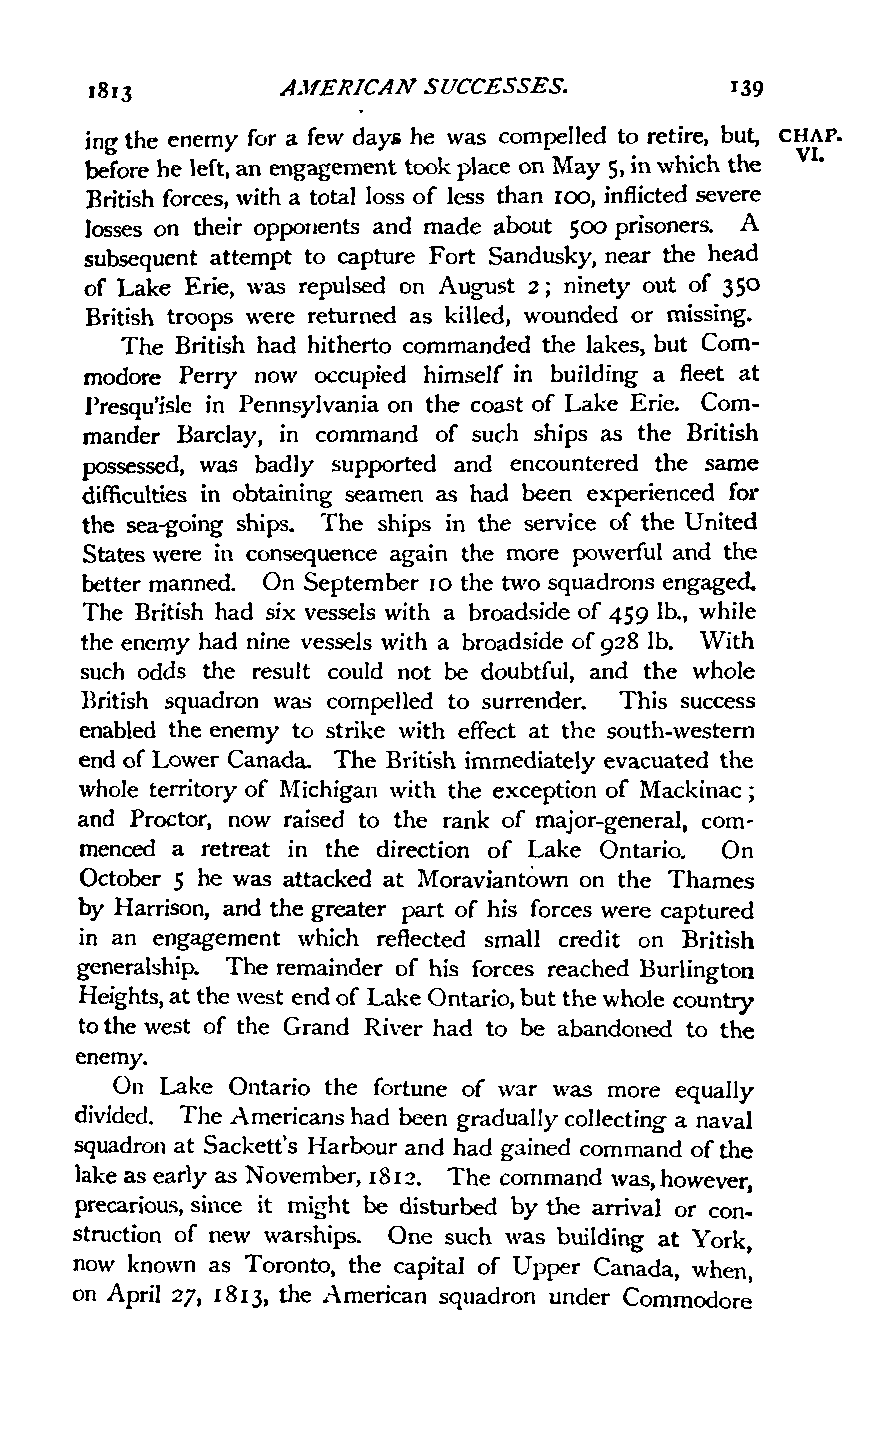 1813 AMERICAN SUCCESSES. 139
ing the enemy for a few days he was compelled to retire, but, CHAP.
before he left, an engagement took place on May 5, in which the VI.
British forces, with a total loss of less than 100, inflicted severe
losses on their opponents and made about 500 prisoners. A
subsequent attempt to capture Fort Sandusky, near the head
of Lake Erie, was repulsed on August 2; ninety out of 350
British troops were returned as killed, wounded or missing.
The British had hitherto commanded the lakes, but Com-
modore Perry now occupied himself in building a fleet at
Presqu'isle in Pennsylvania on the coast of Lake Erie. Com-
mander Barclay, in command of such ships as the British
possessed, was badly supported and encountered the same
difficulties in obtaining seamen as had been experienced for
the sea-going ships. The ships in the service of the United
States were in consequence again the more powerful and the
better manned. On September 10 the two squadrons engaged.
The British had six vessels with a broadside of 459 lb., while
the enemy had nine vessels with a broadside of 928 lb. With
such odds the result could not be doubtful, and the whole
British squadron was compelled to surrender. This success
enabled the enemy to strike with effect at the south-western
end of Lower Canada. The British immediately evacuated the
whole territory of Michigan with the exception of Mackinac;
and Proctor, now raised to the rank of major-general, com-
menced a retreat in the direction of Lake Ontario. On
October 5 he was attacked at Moraviantown on the Thames
by Harrison, and the greater part of his forces were captured
in an engagement which reflected small credit on British
generalship. The remainder of his forces reached Burlington
Heights, at the west end of Lake Ontario, but the whole country
to the west of the Grand River had to be abandoned to the
enemy.
On Lake Ontario the fortune of war was more equally
divided. The Americans had been gradually collecting a naval
squadron at Sackett's Harbour and had gained command of the
lake as early as November, 1812. The command was, however,
precarious, since it might be disturbed by the arrival or con-
struction of new warships. One such was building at York,
now known as Toronto, the capital of Upper Canada, when,
on April 27, 1813, the American squadron under Commodore